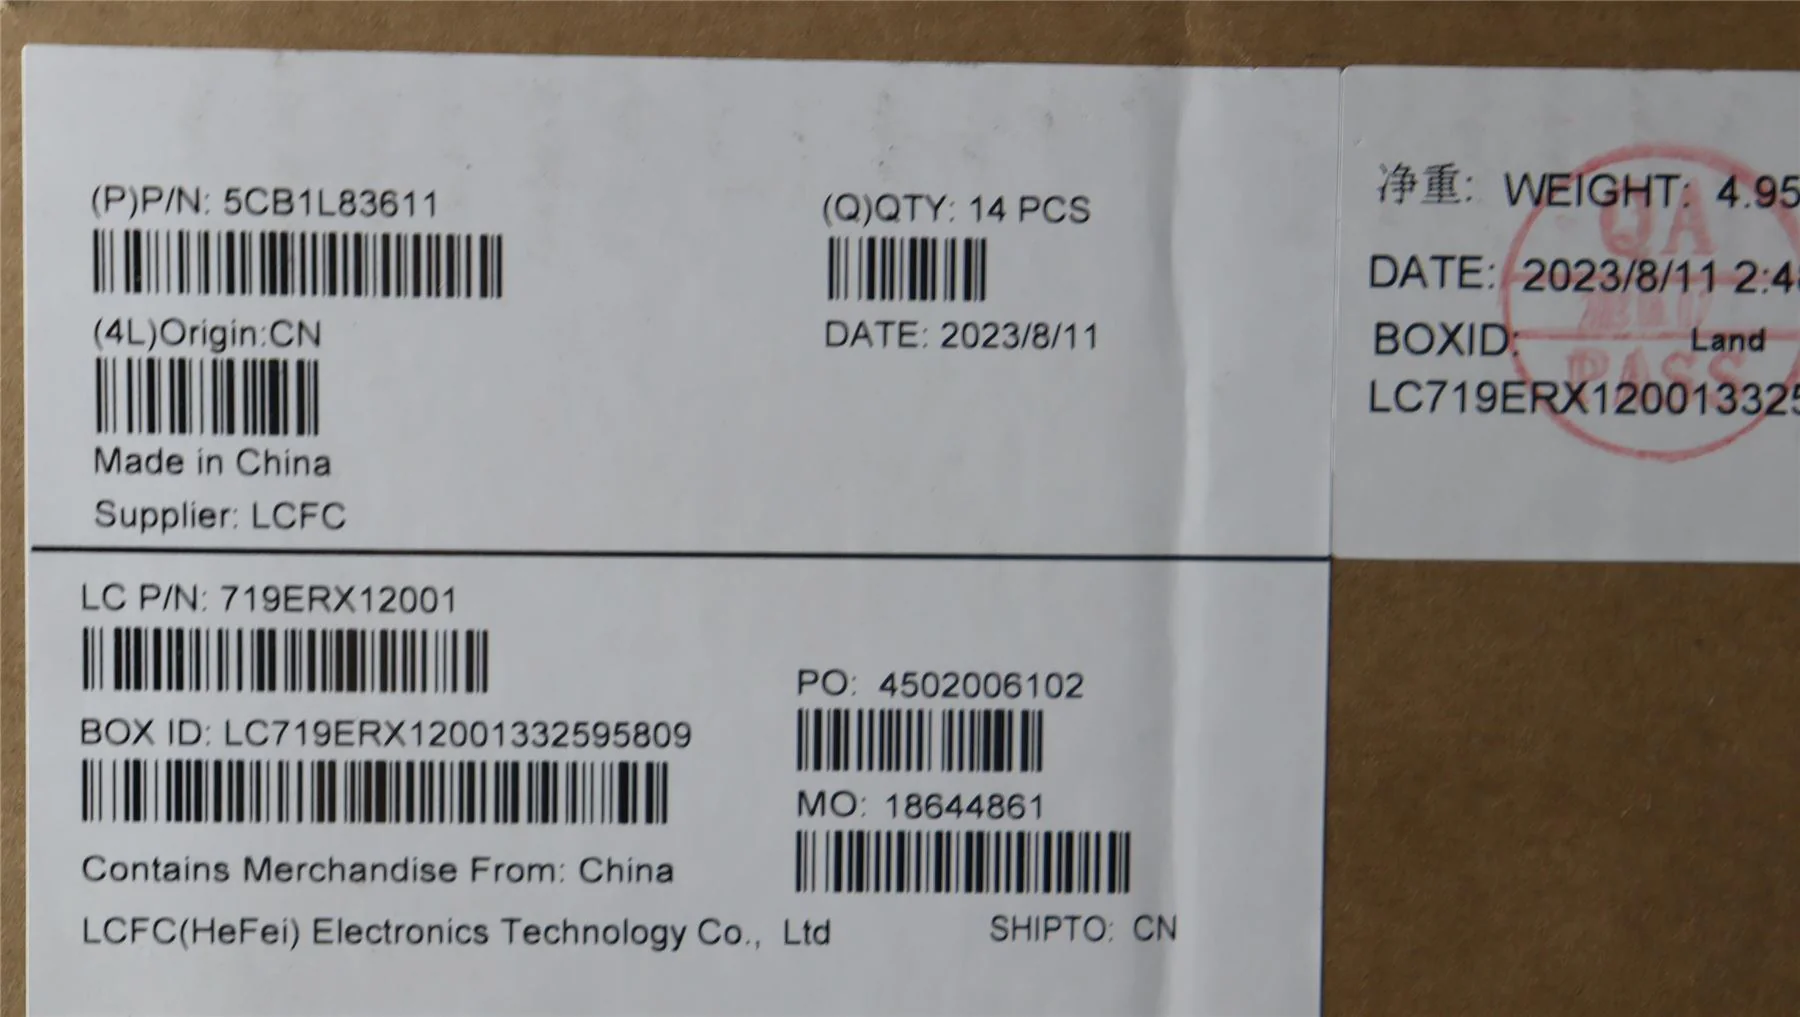 (P)P/N: 5CB1L83611
(Q)QTY: 14 PCS
(4L)Origin:CN
DATE: 2023/8/11
Made in China
Supplier: LCFC
LC P/N: 719ERX12001
PO: 4502006102
BOX ID: LC719ERX12001332595809
MO: 18644861
Contains Merchandise From: China
LCFC(HeFei) Electronics Technology Co., Ltd
SHIPTO: CN
净重: WEIGHT: 4.95
DATE: 2023/8/11 2:4
BOXID: Land
LC719ERX12001332
QA
PASS